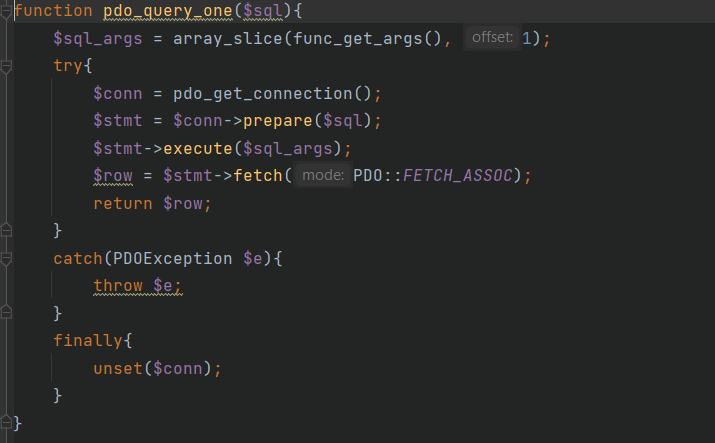 function pdo_query_one($sql){
    $sql_args = array_slice(func_get_args(), offset: 1);
    try{
        $conn = pdo_get_connection();
        $stmt = $conn->prepare($sql);
        $stmt->execute($sql_args);
        $row = $stmt->fetch( mode: PDO::FETCH_ASSOC);
        return $row;
    }
    catch(PDOException $e){
        throw $e;
    }
    finally{
        unset($conn);
    }
}